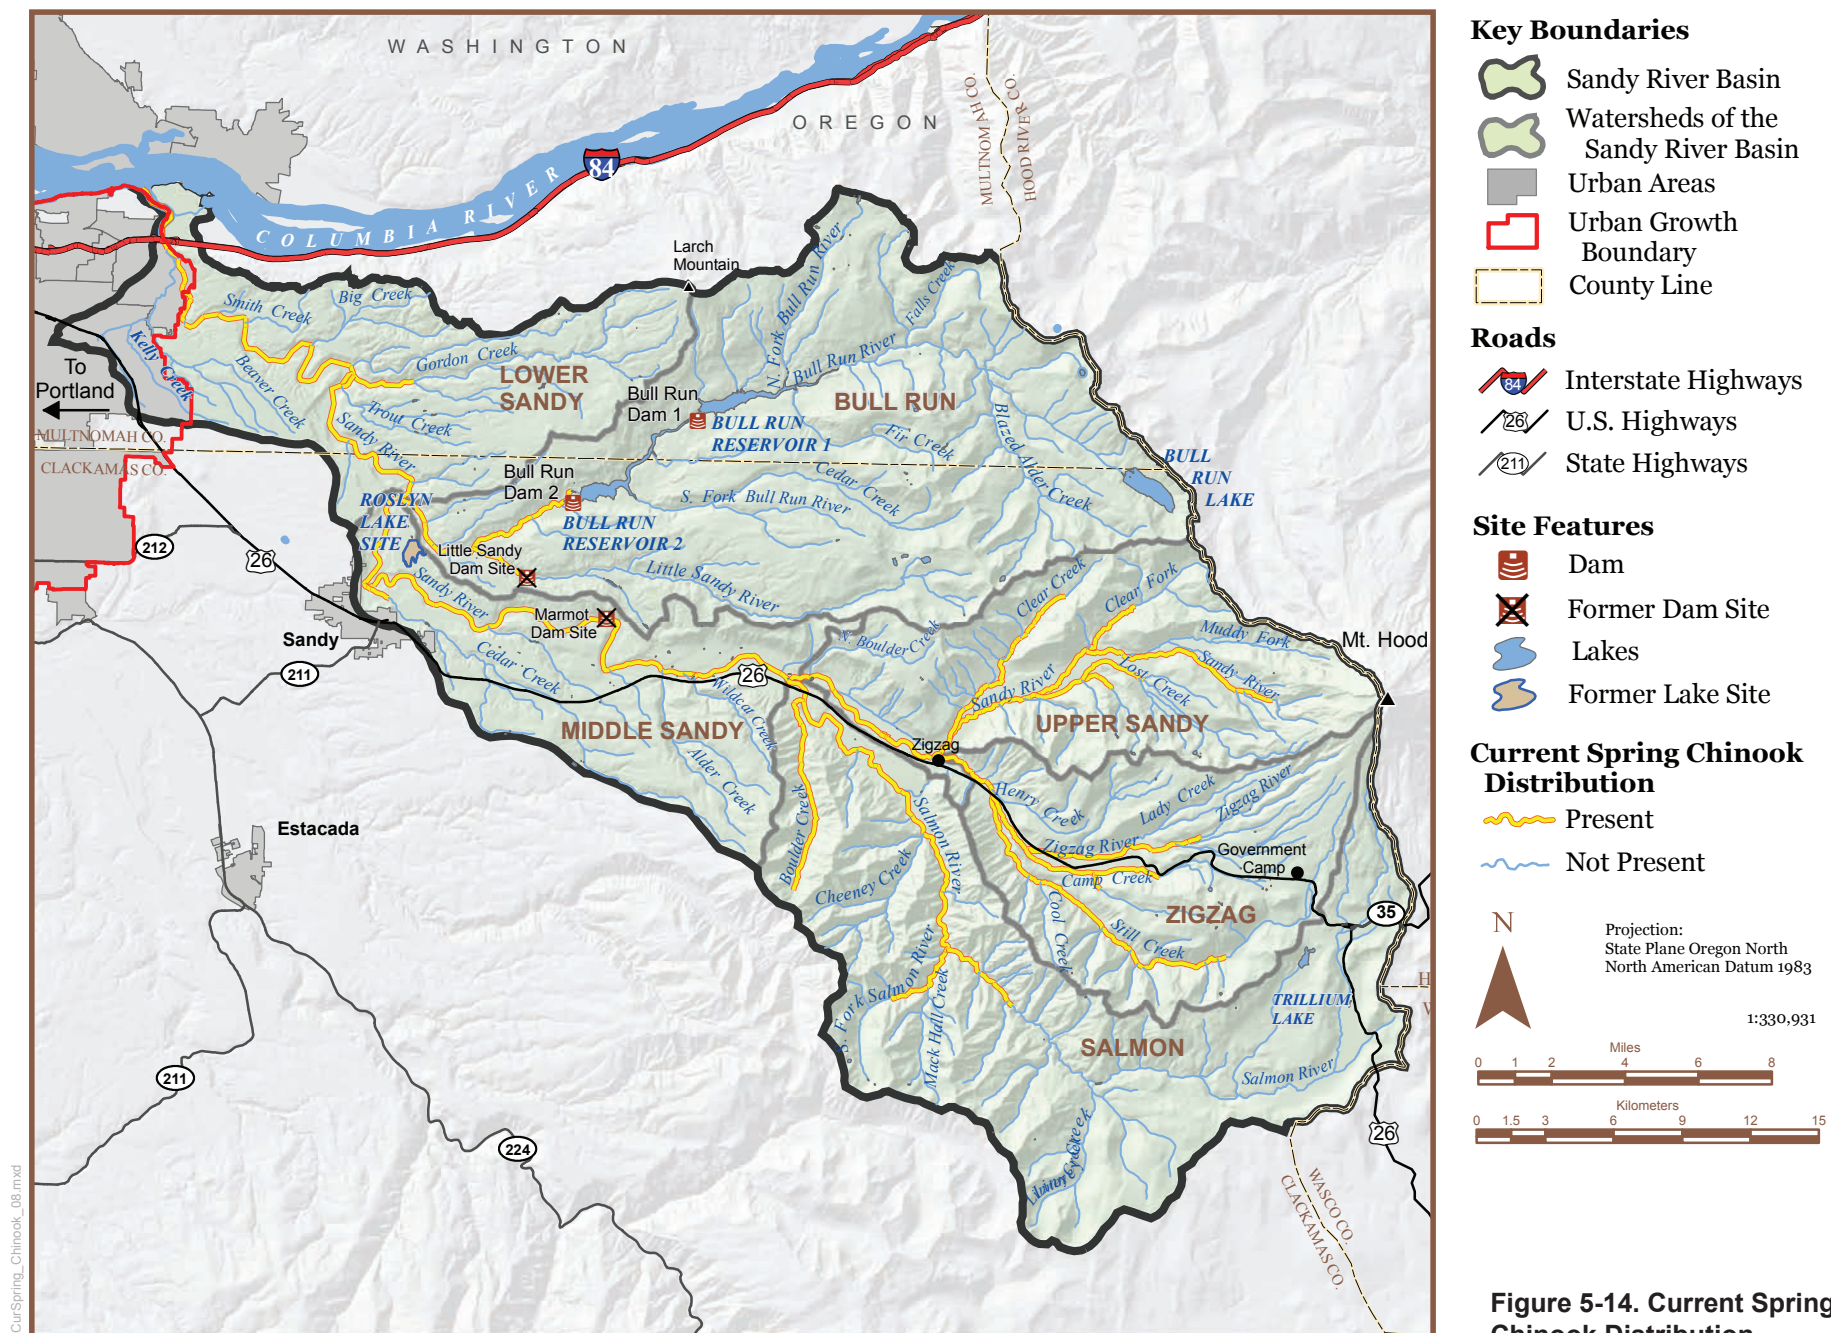 WASHINGTON
OREGON
MULTNOMAH CO.
HOOD RIVER CO.
84
COLUMBIA RIVER
Larch
Mountain
Smith Creek
Big Creek
Gordon Creek
Kelly Creek
Beaver Creek
Trout Creek
Sandy River
LOWER
SANDY
To
Portland
MULTNOMAH CO.
CLACKAMAS CO.
N. Fork Bull Run River
Falls Creek
Bull Run River
Bull Run
Dam 1
BULL RUN
BULL RUN
RESERVOIR 1
Fir Creek
Blazed Alder Creek
Cedar Creek
S. Fork Bull Run River
BULL
RUN
LAKE
Bull Run
Dam 2
BULL RUN
RESERVOIR 2
ROSLYN
LAKE
SITE
Little Sandy
Dam Site
Little Sandy River
Sandy River
Marmot
Dam Site
212
26
Sandy
211
Cedar Creek
Wildcat Creek
26
MIDDLE SANDY
Alder Creek
N. Boulder Creek
Clear Creek
Clear Fork
Muddy Fork
Sandy River
Lost Creek
Sandy River
Mt. Hood
UPPER SANDY
Zigzag
Henry Creek
Lady Creek
Zigzag River
Zigzag River
Government
Camp
Camp Creek
Cool Creek
Still Creek
ZIGZAG
35
Boulder Creek
Salmon River
Cheeney Creek
S. Fork Salmon River
Mack Hall Creek
TRILLIUM
LAKE
SALMON
Salmon River
Estacada
211
224
26
WASCO CO.
CLACKAMAS CO.
CurSpring_Chinook_08.mxd
Key Boundaries
Sandy River Basin
Watersheds of the
Sandy River Basin
Urban Areas
Urban Growth
Boundary
County Line
Roads
84 Interstate Highways
26 U.S. Highways
211 State Highways
Site Features
Dam
Former Dam Site
Lakes
Former Lake Site
Current Spring Chinook
Distribution
Present
Not Present
N
Projection:
State Plane Oregon North
North American Datum 1983
1:330,931
Miles
0 1 2 4 6 8
Kilometers
0 1.5 3 6 9 12 15
Figure 5-14. Current Spring
Chinook Distribution